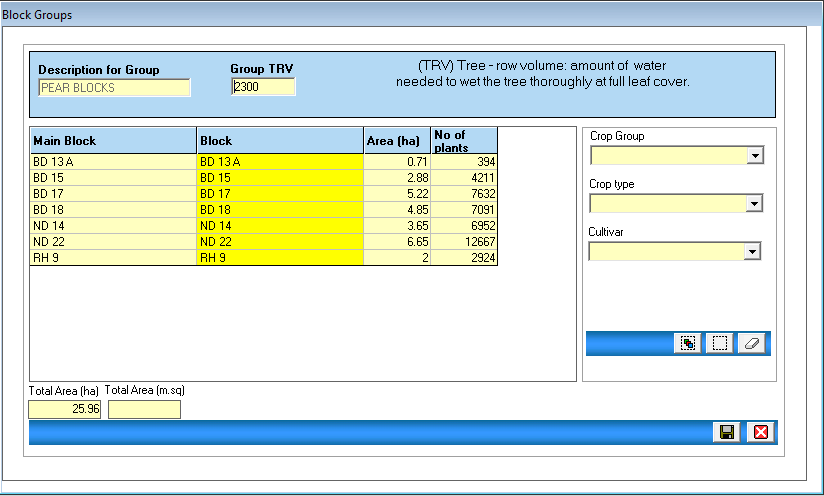 Block Groups
Description for Group
PEAR BLOCKS
Group TRV
2300
(TRV) Tree - row volume: amount of water
needed to wet the tree thoroughly at full leaf cover.
Main Block Block Area (ha) No of plants
BD 13 A BD 13 A 0.71 394
BD 15 BD 15 2.88 4211
BD 17 BD 17 5.22 7632
BD 18 BD 18 4.85 7091
ND 14 ND 14 3.65 6952
ND 22 ND 22 6.65 12667
RH 9 RH 9 2 2924
Crop Group
Crop type
Cultivar
Total Area (ha) Total Area (m.sq)
25.96